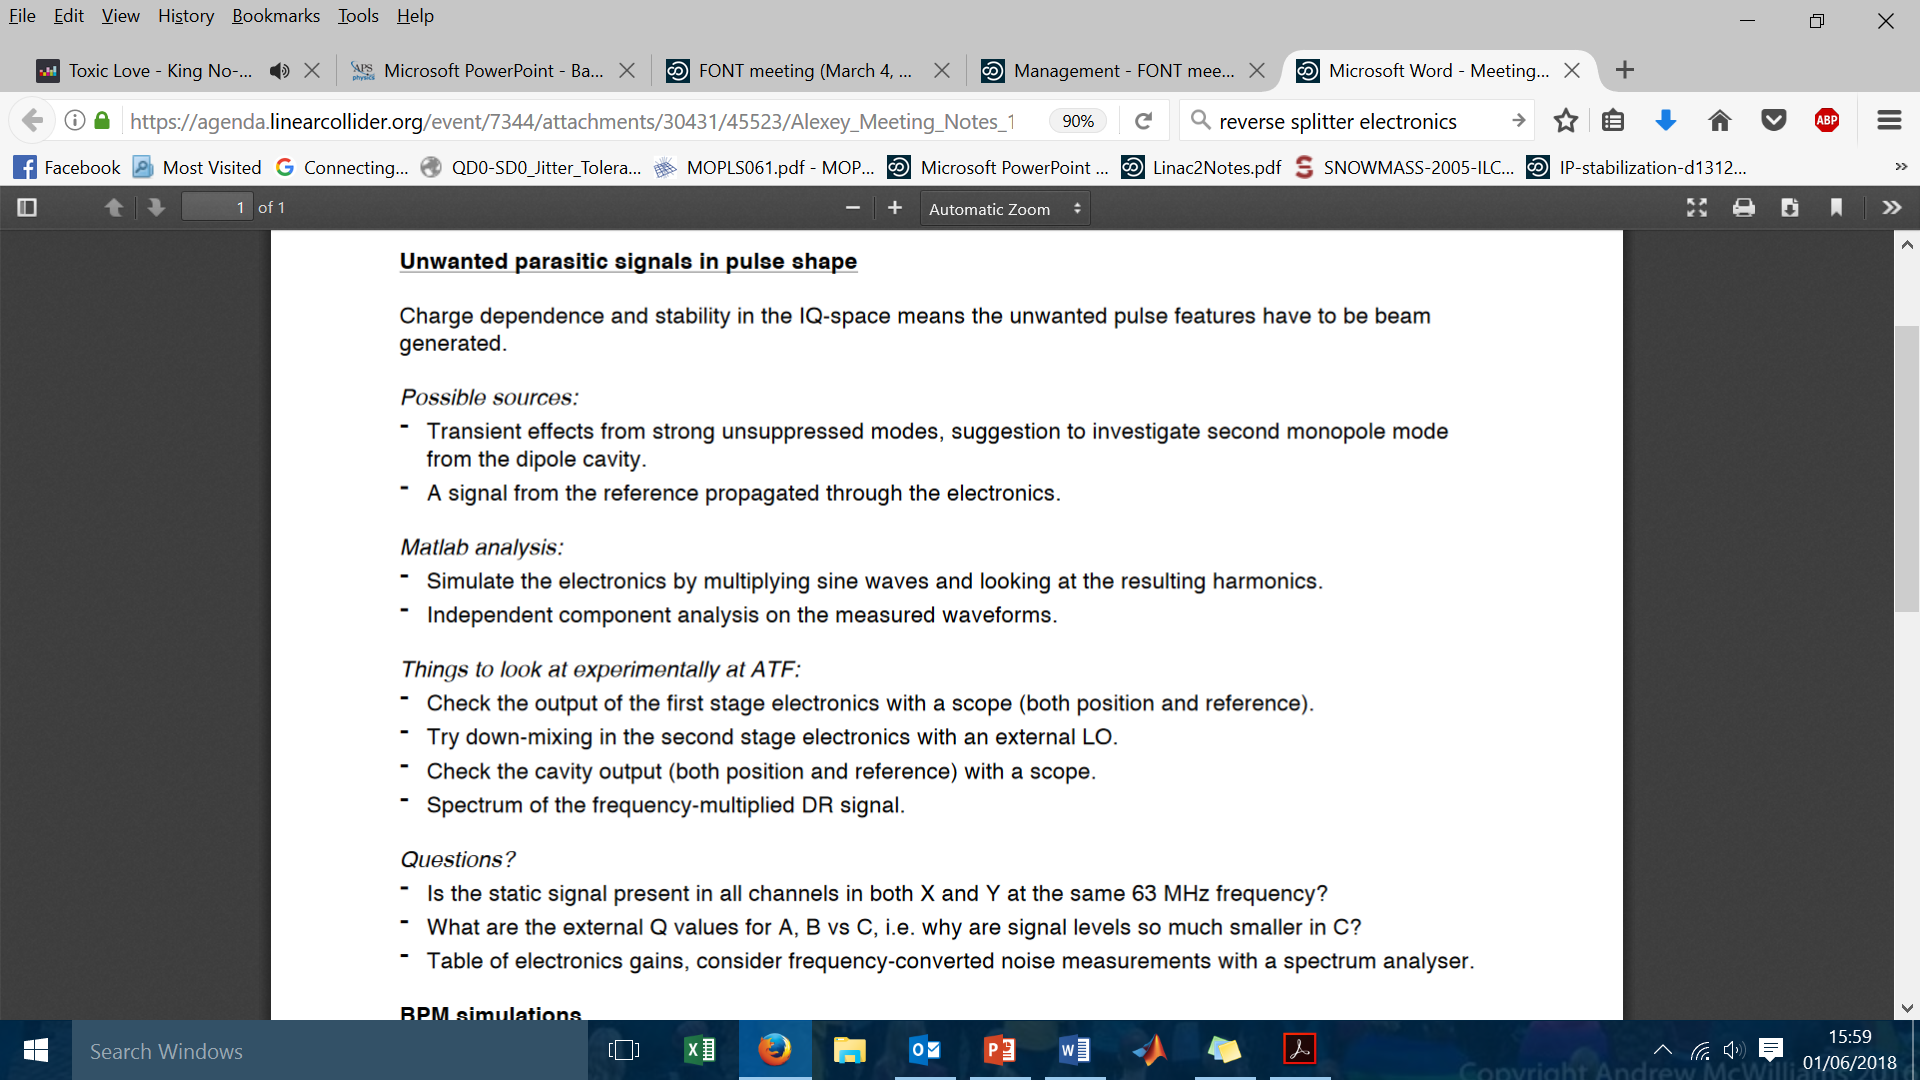 File Edit View History Bookmarks Tools Help
Toxic Love - King No-... Microsoft PowerPoint - Ba... FONT meeting (March 4, ... Management - FONT mee... Microsoft Word - Meeting...
https://agenda.linearcollider.org/event/7344/attachments/30431/45523/Alexey_Meeting_Notes_1 90% reverse splitter electronics ABP
Facebook Most Visited Connecting... QD0-SD0_Jitter_Tolera... MOPLS061.pdf - MOP... Microsoft PowerPoint ... Linac2Notes.pdf SNOWMASS-2005-ILC... IP-stabilization-d1312...
1 of 1 Automatic Zoom
Unwanted parasitic signals in pulse shape
Charge dependence and stability in the IQ-space means the unwanted pulse features have to be beam
generated.
Possible sources:
- Transient effects from strong unsuppressed modes, suggestion to investigate second monopole mode
from the dipole cavity.
- A signal from the reference propagated through the electronics.
Matlab analysis:
- Simulate the electronics by multiplying sine waves and looking at the resulting harmonics.
- Independent component analysis on the measured waveforms.
Things to look at experimentally at ATF:
- Check the output of the first stage electronics with a scope (both position and reference).
- Try down-mixing in the second stage electronics with an external LO.
- Check the cavity output (both position and reference) with a scope.
- Spectrum of the frequency-multiplied DR signal.
Questions?
- Is the static signal present in all channels in both X and Y at the same 63 MHz frequency?
- What are the external Q values for A, B vs C, i.e. why are signal levels so much smaller in C?
- Table of electronics gains, consider frequency-converted noise measurements with a spectrum analyser.
BPM simulations
Search Windows
15:59
01/06/2018
Copyright Andrew McWilliams